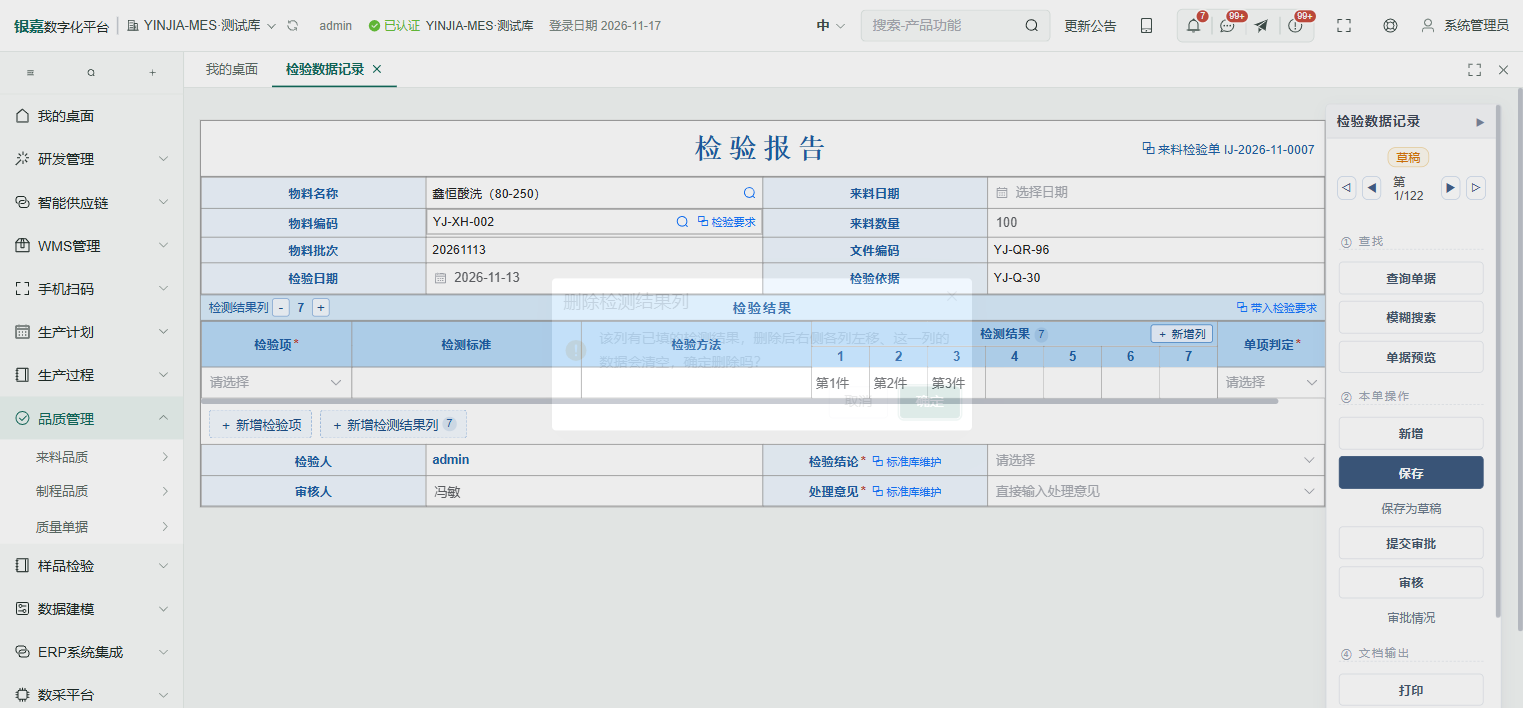 银嘉数字化平台 YINJIA-MES·测试库 admin 已认证 YINJIA-MES·测试库 登录日期 2026-11-17 中 搜索-产品功能 更新公告 7 99+ 99+ 系统管理员
我的桌面 检验数据记录
我的桌面
研发管理
智能供应链
WMS管理
手机扫码
生产计划
生产过程
品质管理
来料品质
制程品质
质量单据
样品检验
数据建模
ERP系统集成
数采平台
检验报告 来料检验单 IJ-2026-11-0007
物料名称 鑫恒酸洗（80-250） 来料日期 选择日期
物料编码 YJ-XH-002 检验要求 来料数量 100
物料批次 20261113 文件编码 YJ-QR-96
检验日期 2026-11-13 检验依据 YJ-Q-30
检测结果列 - 7 + 检验结果 带入检验要求
检验项* 检测标准 检验方法 检测结果 7 + 新增列 单项判定*
1 2 3 4 5 6 7
请选择 第1件 第2件 第3件 请选择
+ 新增检验项 + 新增检测结果列 7
检验人 admin 检验结论* 标准库维护 请选择
审核人 冯敏 处理意见* 标准库维护 直接输入处理意见
删除检测结果列
该列有已填的检测结果，删除后右侧各列左移、这一列的
数据会清空，确定删除吗？
取消 确定
检验数据记录
草稿
第
1/122
① 查找
查询单据
模糊搜索
单据预览
② 本单操作
新增
保存
保存为草稿
提交审批
审核
审批情况
④ 文档输出
打印